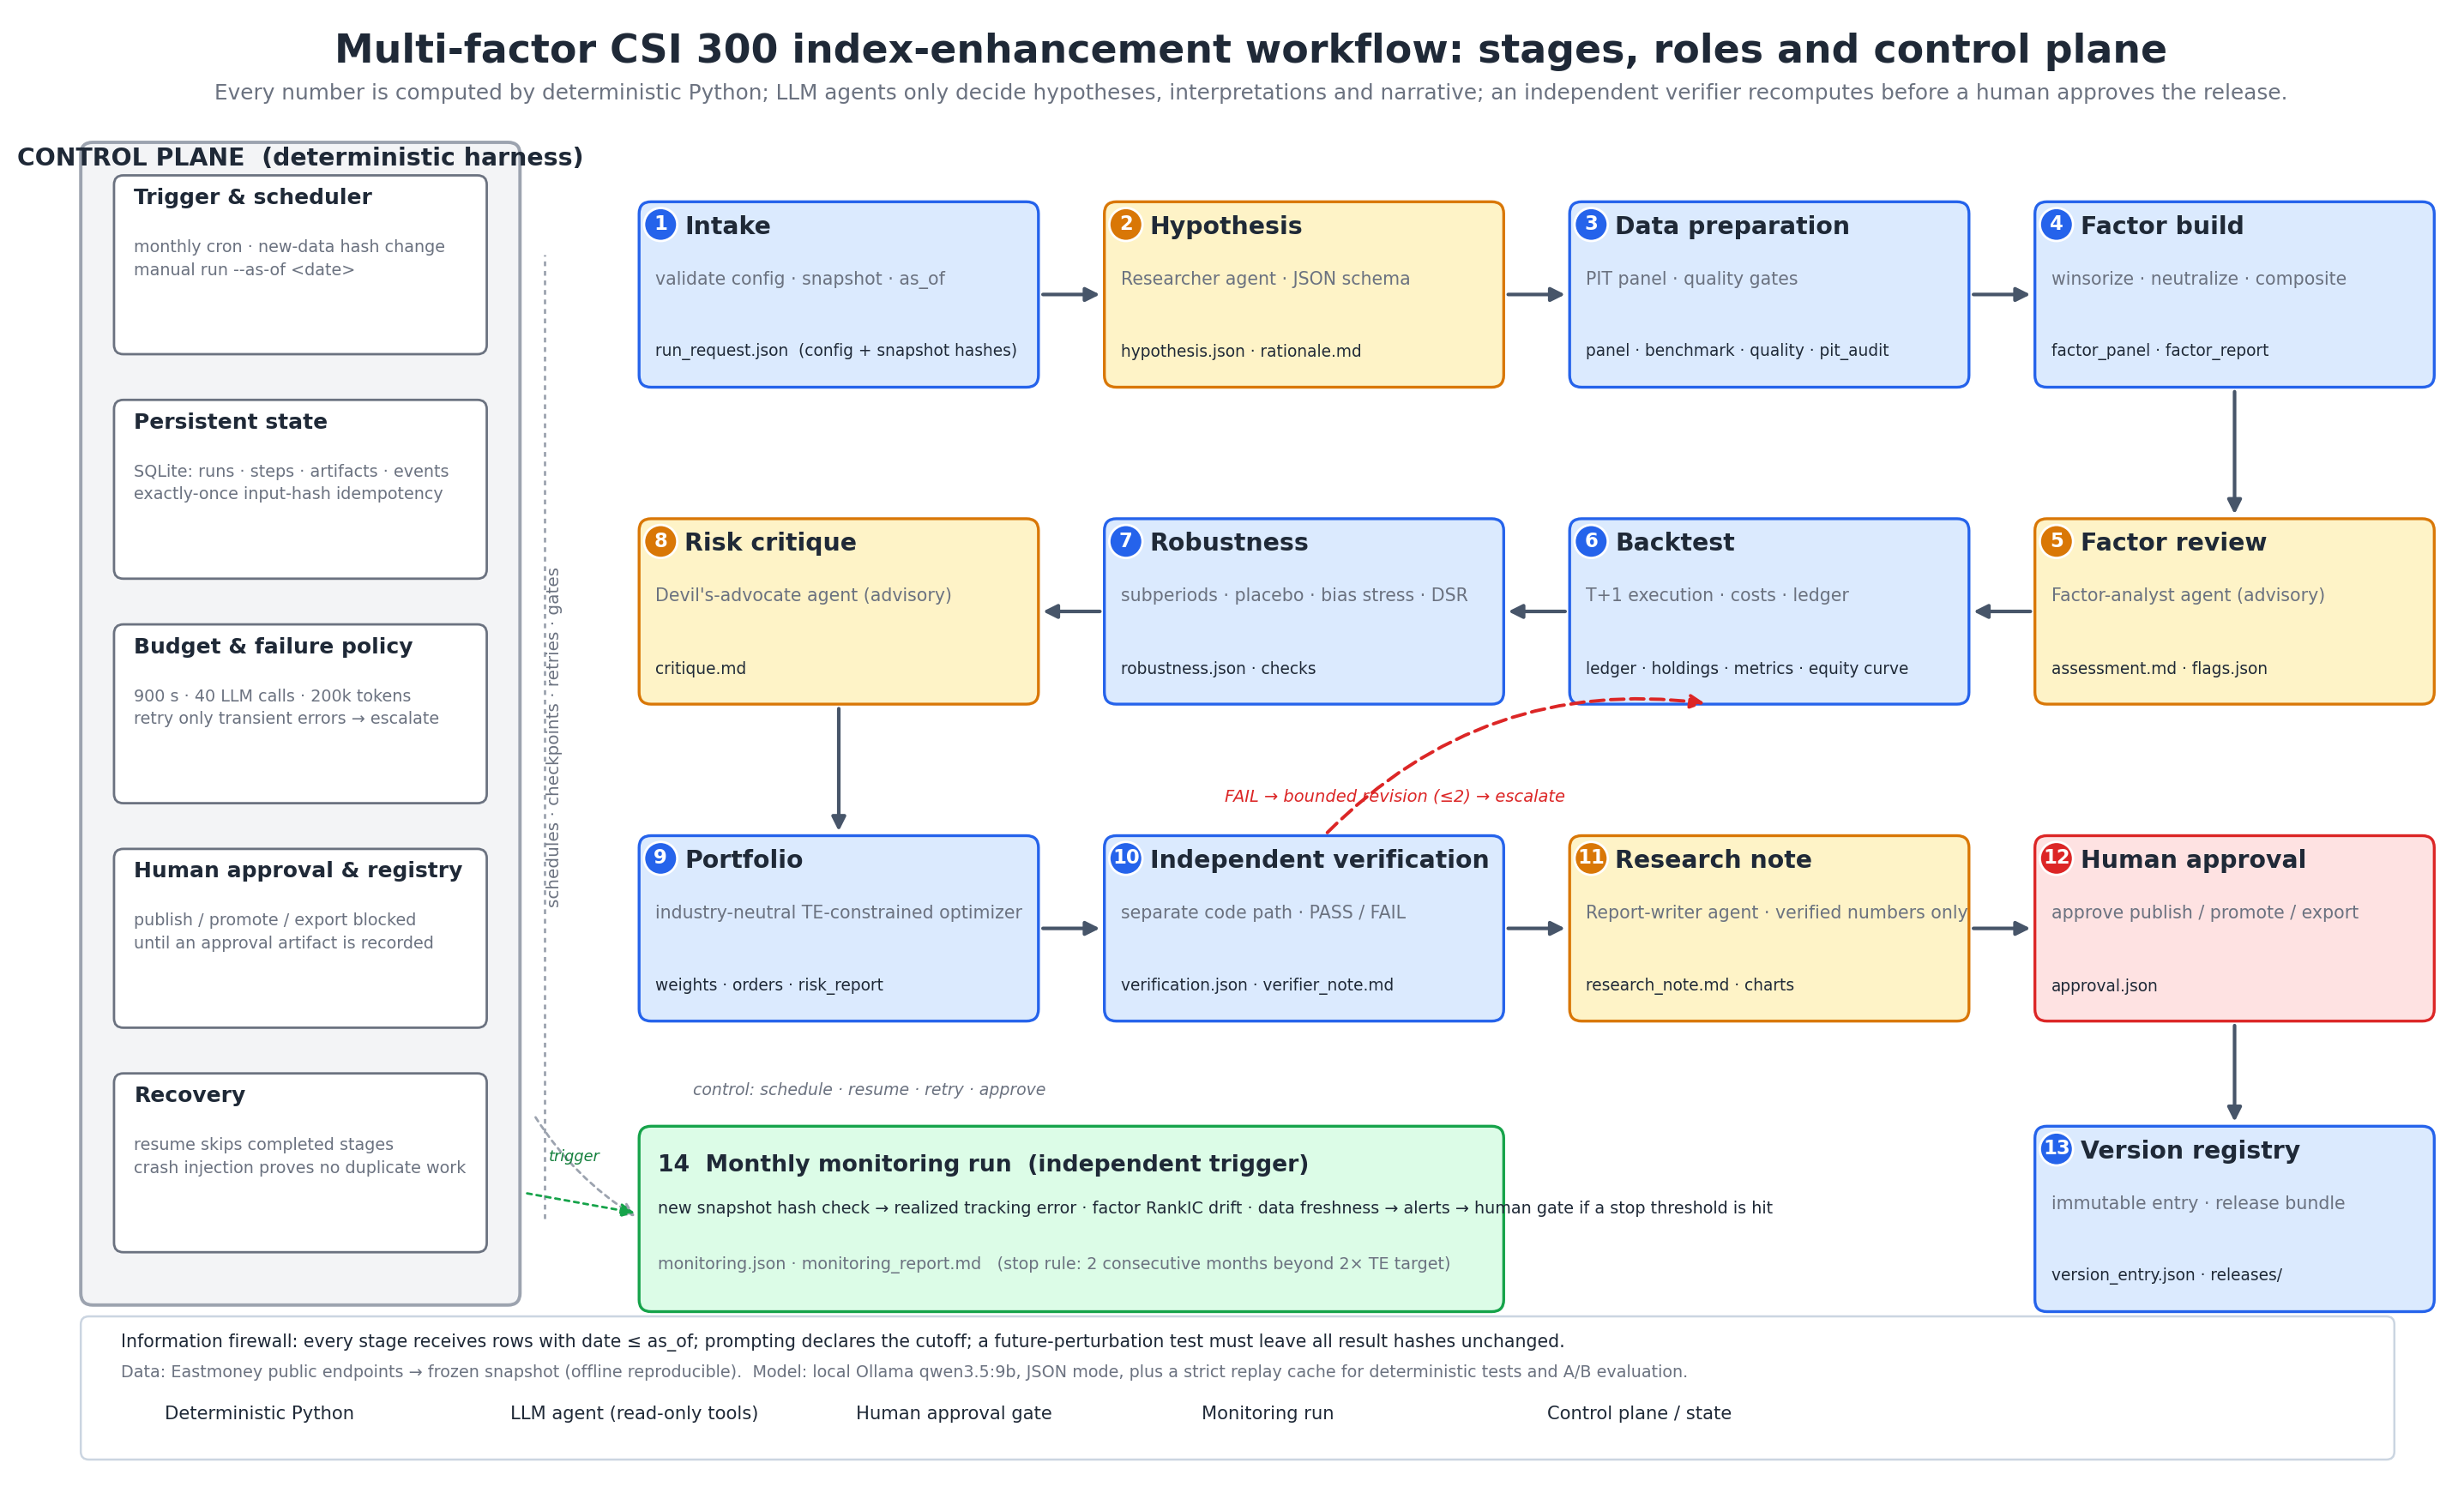 Multi-factor CSI 300 index-enhancement workflow: stages, roles and control plane
Every number is computed by deterministic Python; LLM agents only decide hypotheses, interpretations and narrative; an independent verifier recomputes before a human approves the release.
CONTROL PLANE  (deterministic harness)
Trigger & scheduler
monthly cron · new-data hash change
manual run --as-of <date>
Persistent state
SQLite: runs · steps · artifacts · events
exactly-once input-hash idempotency
Budget & failure policy
900 s · 40 LLM calls · 200k tokens
retry only transient errors → escalate
Human approval & registry
publish / promote / export blocked
until an approval artifact is recorded
Recovery
resume skips completed stages
crash injection proves no duplicate work
schedules · checkpoints · retries · gates
1 Intake
validate config · snapshot · as_of
run_request.json  (config + snapshot hashes)
2 Hypothesis
Researcher agent · JSON schema
hypothesis.json · rationale.md
3 Data preparation
PIT panel · quality gates
panel · benchmark · quality · pit_audit
4 Factor build
winsorize · neutralize · composite
factor_panel · factor_report
5 Factor review
Factor-analyst agent (advisory)
assessment.md · flags.json
6 Backtest
T+1 execution · costs · ledger
ledger · holdings · metrics · equity curve
7 Robustness
subperiods · placebo · bias stress · DSR
robustness.json · checks
8 Risk critique
Devil's-advocate agent (advisory)
critique.md
FAIL → bounded revision (≤2) → escalate
9 Portfolio
industry-neutral TE-constrained optimizer
weights · orders · risk_report
10 Independent verification
separate code path · PASS / FAIL
verification.json · verifier_note.md
11 Research note
Report-writer agent · verified numbers only
research_note.md · charts
12 Human approval
approve publish / promote / export
approval.json
control: schedule · resume · retry · approve
trigger
14  Monthly monitoring run  (independent trigger)
new snapshot hash check → realized tracking error · factor RankIC drift · data freshness → alerts → human gate if a stop threshold is hit
monitoring.json · monitoring_report.md   (stop rule: 2 consecutive months beyond 2× TE target)
13 Version registry
immutable entry · release bundle
version_entry.json · releases/
Information firewall: every stage receives rows with date ≤ as_of; prompting declares the cutoff; a future-perturbation test must leave all result hashes unchanged.
Data: Eastmoney public endpoints → frozen snapshot (offline reproducible).  Model: local Ollama qwen3.5:9b, JSON mode, plus a strict replay cache for deterministic tests and A/B evaluation.
Deterministic Python
LLM agent (read-only tools)
Human approval gate
Monitoring run
Control plane / state